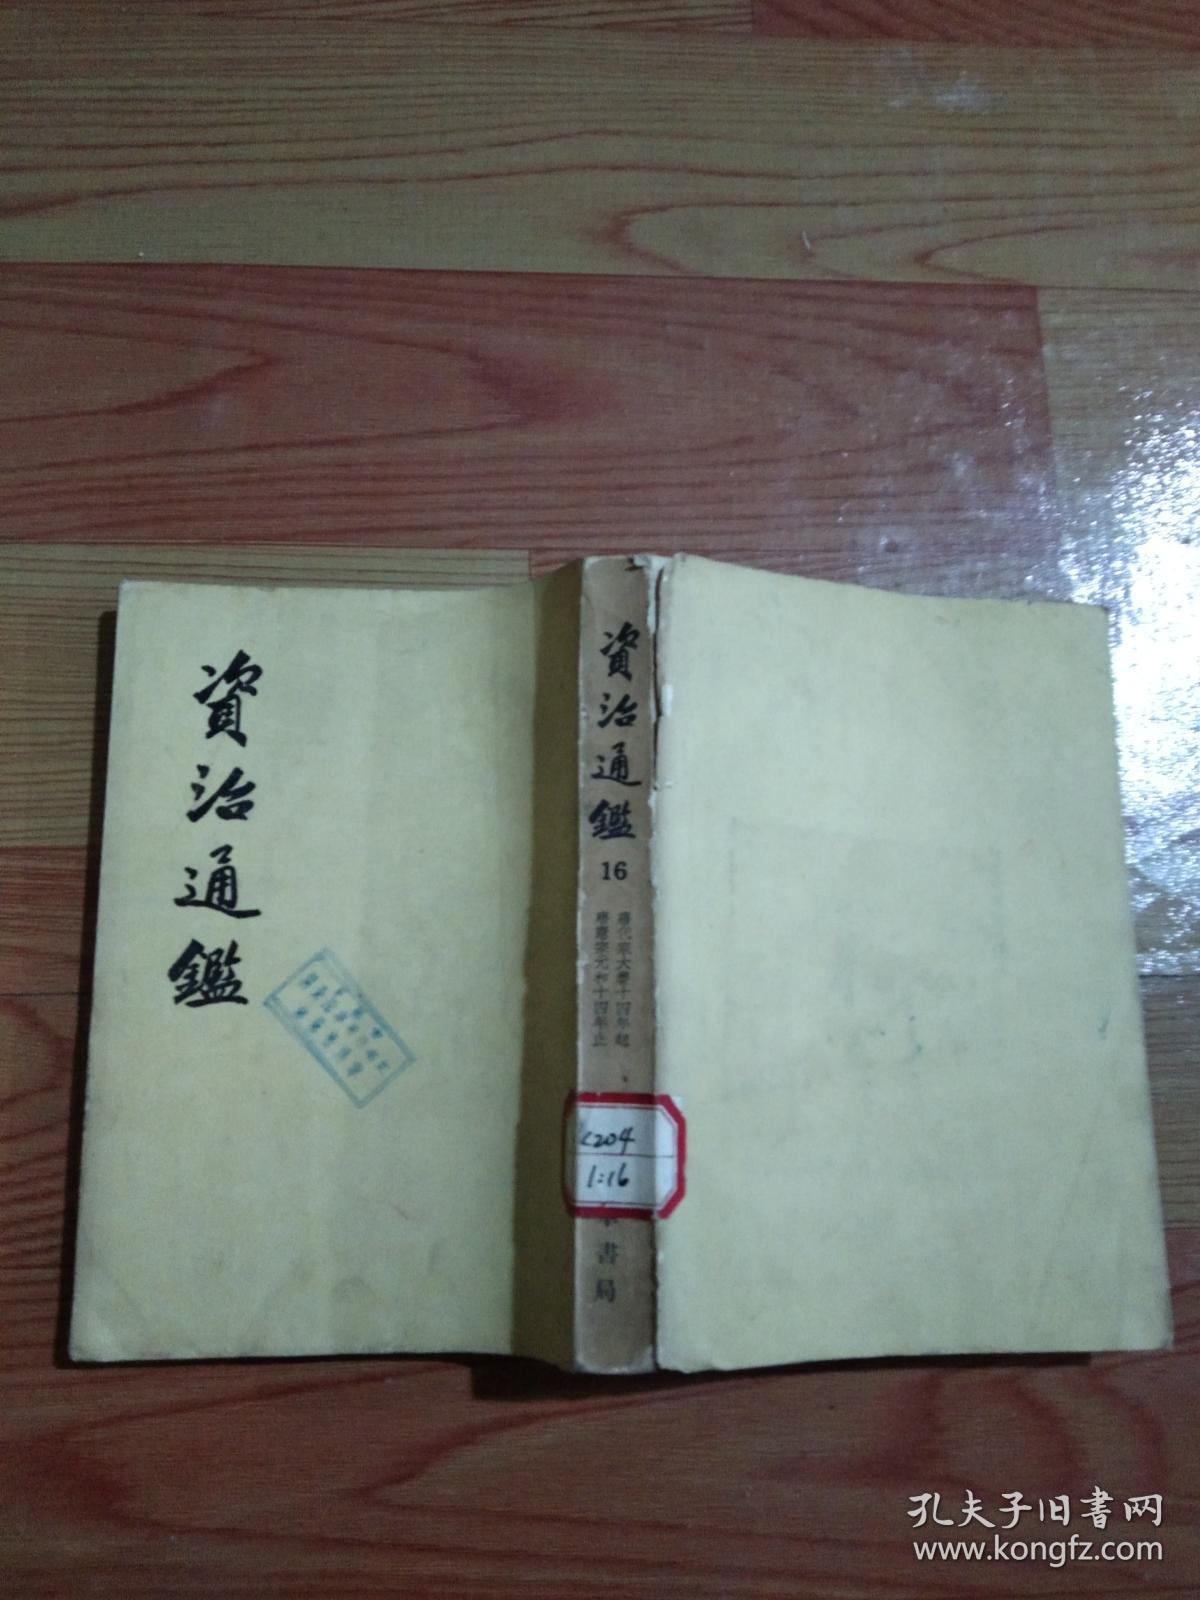 資治通鑑
資治通鑑
16
唐代宗大曆十四年起
唐憲宗元和十四年止
K204
1:16
書局
孔夫子旧書网
www.kongfz.com